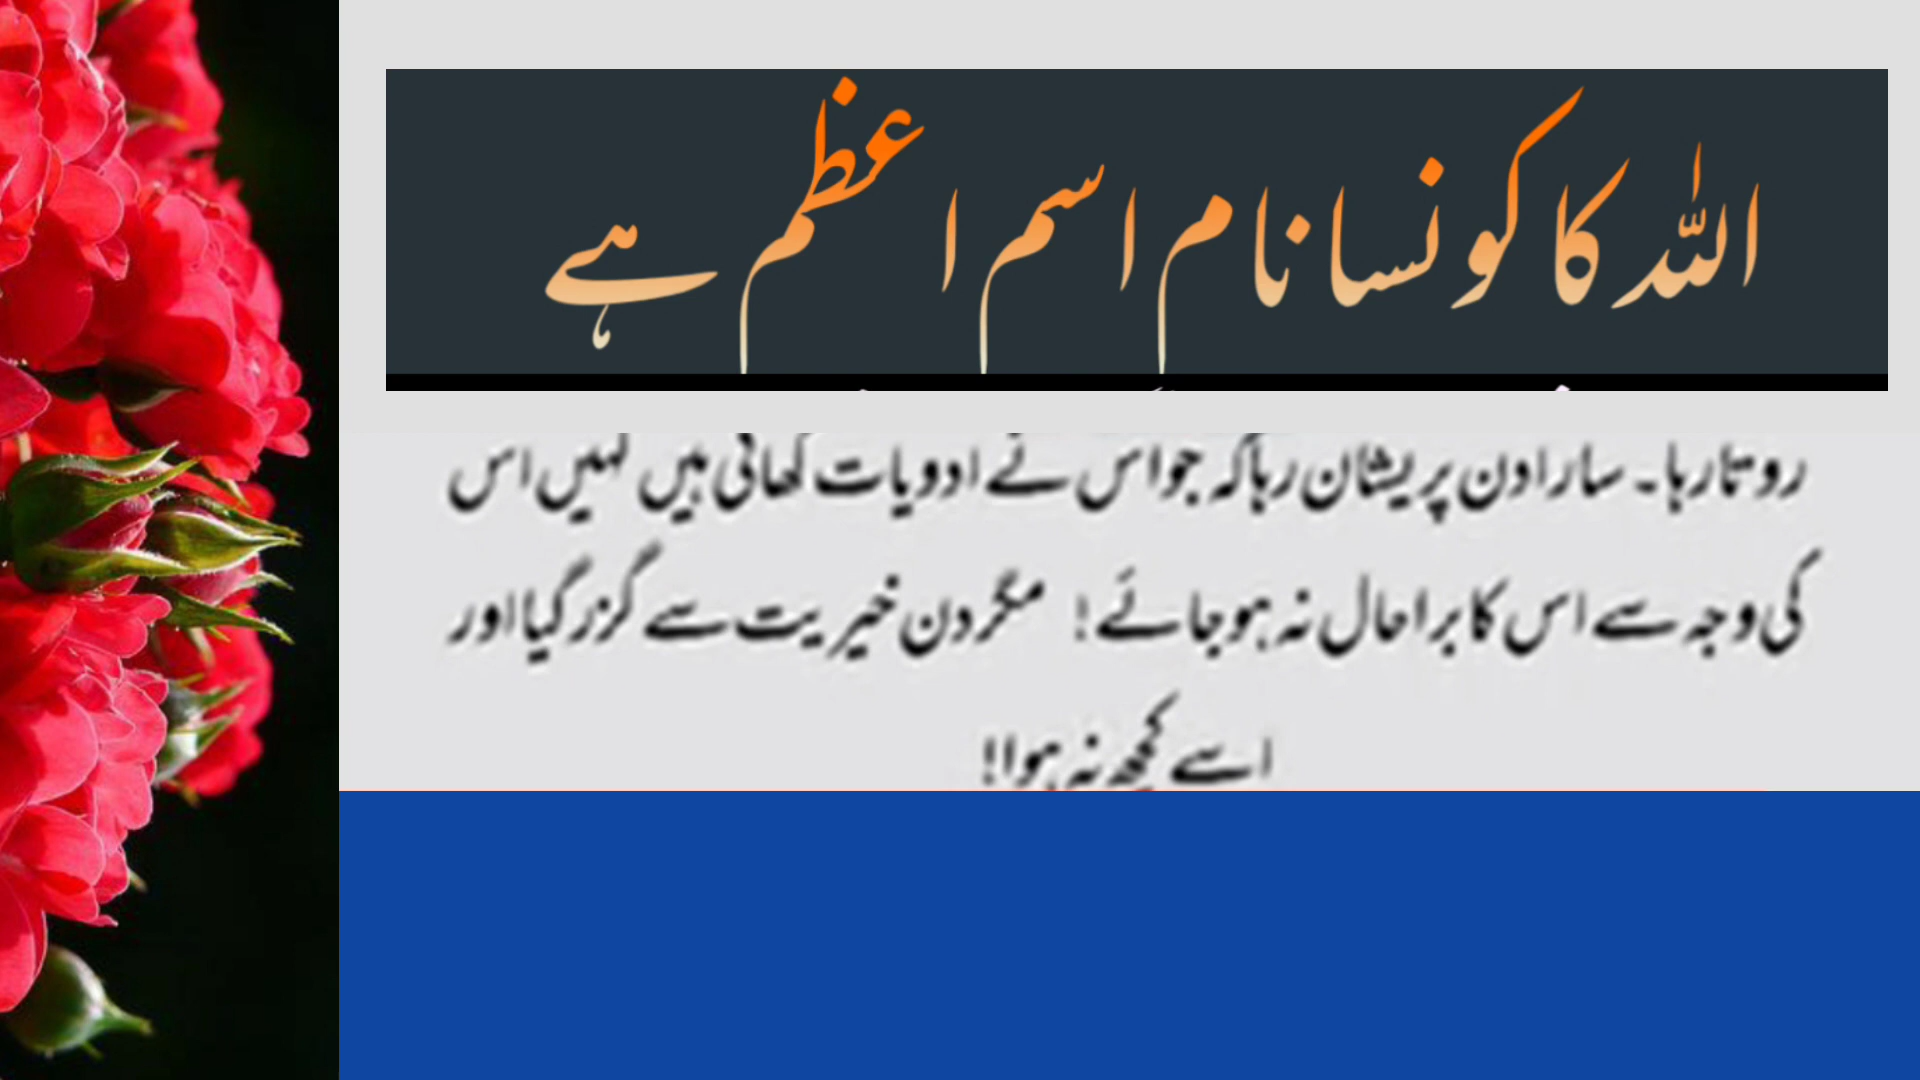 اللہ کا کونسا نام اسم اعظم ہے
روتا رہا۔ سارا دن پریشان رہا کہ جو اس نے ادویات کھائی ہیں کہیں اس
کی وجہ سے اس کا برا حال نہ ہو جائے! مگر دن خیریت سے گزر گیا اور
اسے کچھ نہ ہوا!